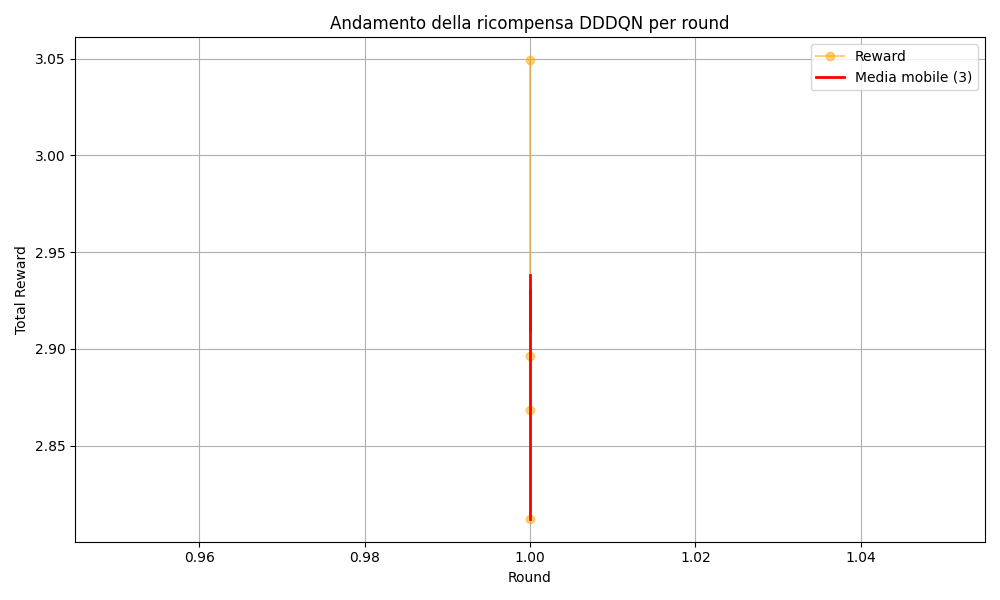 Andamento della ricompensa DDDQN per round
Reward
Media mobile (3)
Total Reward
3.05
3.00
2.95
2.90
2.85
0.96
0.98
1.00
1.02
1.04
Round